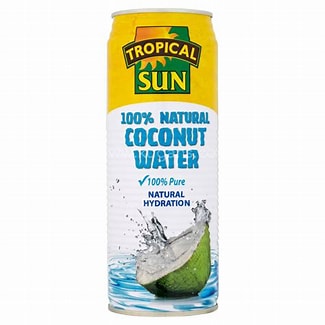 TROPICAL
SUN
100% NATURAL
COCONUT
WATER
✓100% Pure
NATURAL
HYDRATION